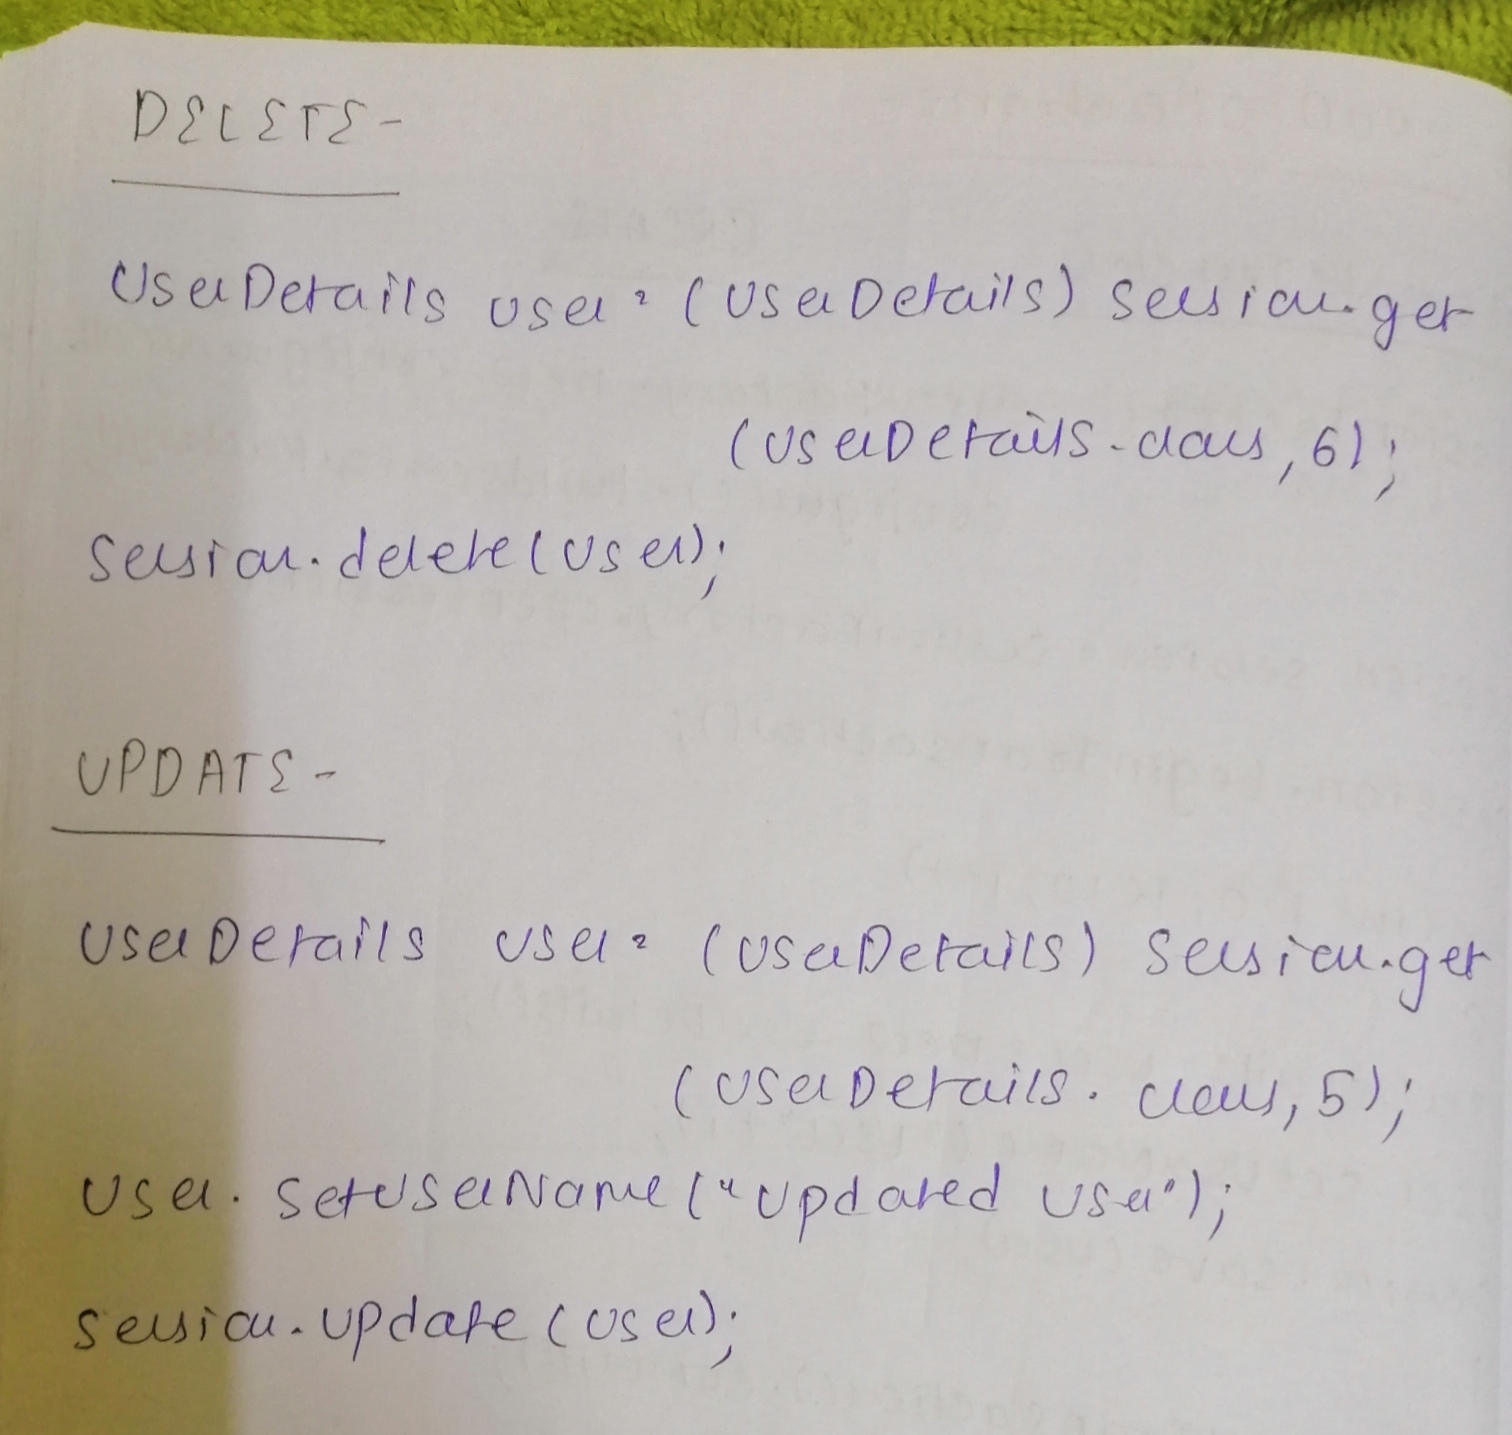 DELETE-
UserDetails user = (UserDetails) session.get
(UserDetails.class, 6);
session.delete(user);
UPDATE-
UserDetails user = (UserDetails) session.get
(UserDetails.class, 5);
user.setUserName("Updated user");
session.update(user);